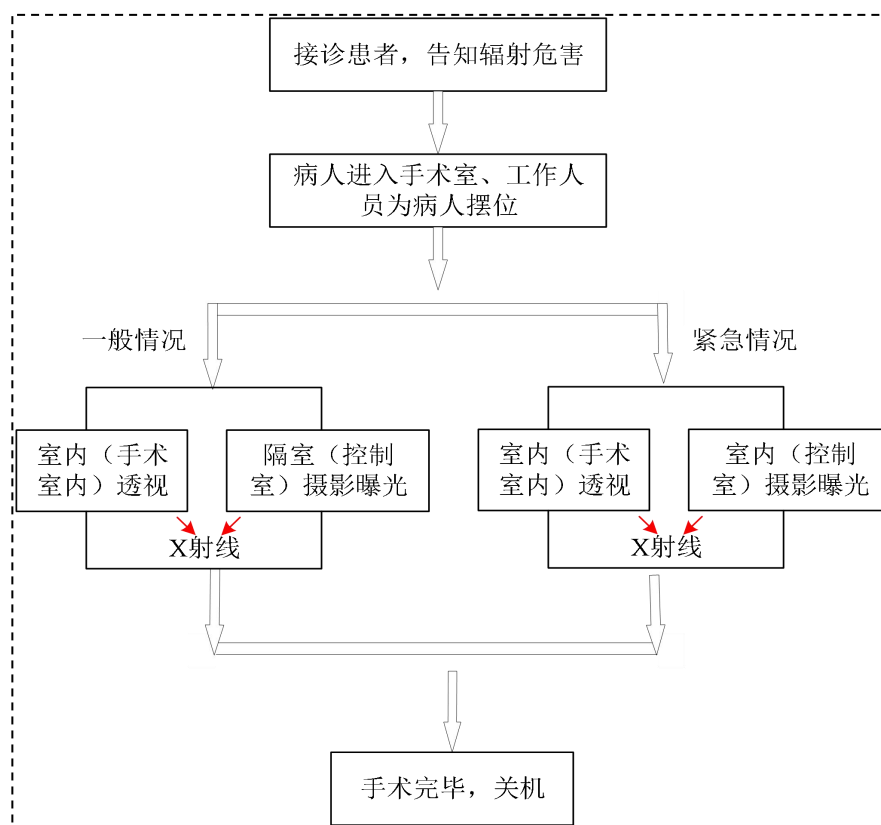 接诊患者，告知辐射危害
病人进入手术室、工作人
员为病人摆位
一般情况
紧急情况
室内（手术
室内）透视
隔室（控制
室）摄影曝光
X射线
室内（手术
室内）透视
室内（控制
室）摄影曝光
X射线
手术完毕，关机